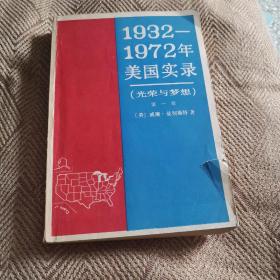 1932—
1972年
美国实录
(光荣与梦想)
第一册
〔美〕威廉·曼彻斯特 著